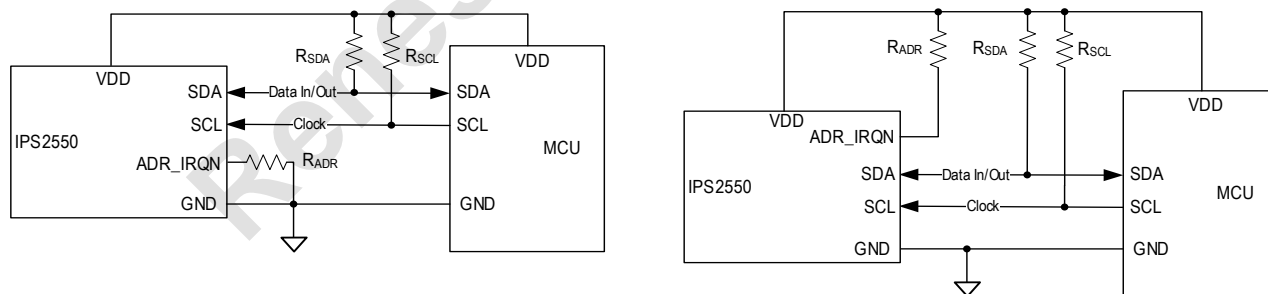 RSDA
RSCL
VDD
VDD
SDA
Data In/Out
SDA
SCL
Clock
SCL
IPS2550
MCU
ADR_IRQN
RADR
GND
GND
RADR
RSDA
RSCL
VDD
VDD
ADR_IRQN
SDA
Data In/Out
SDA
IPS2550
MCU
SCL
Clock
SCL
GND
GND
Renes